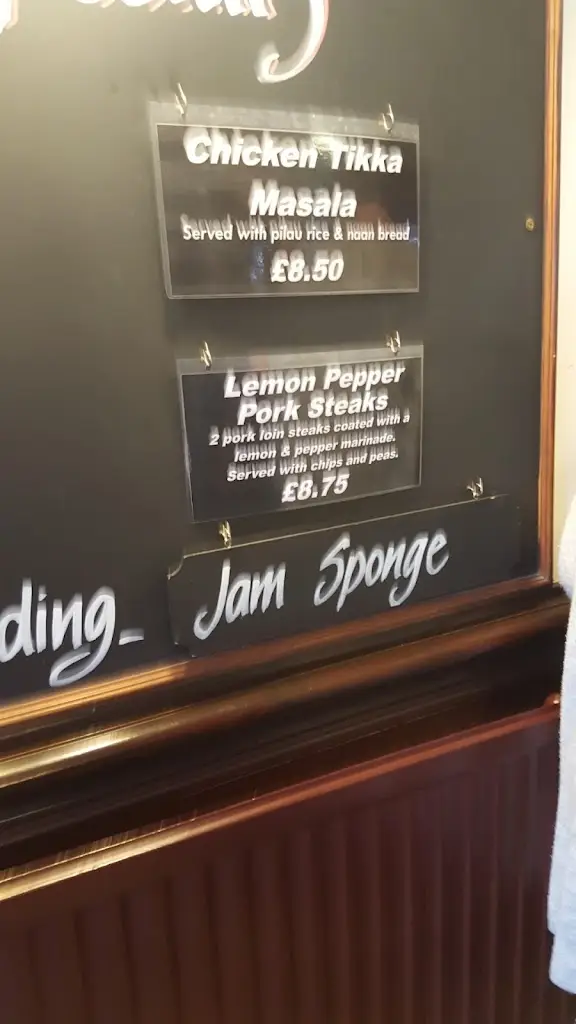 Chicken Tikka
Masala
Served with pilau rice & naan bread
£8.50
Lemon Pepper
Pork Steaks
2 pork loin steaks coated with a
lemon & pepper marinade.
Served with chips and peas.
£8.75
ding- Jam Sponge